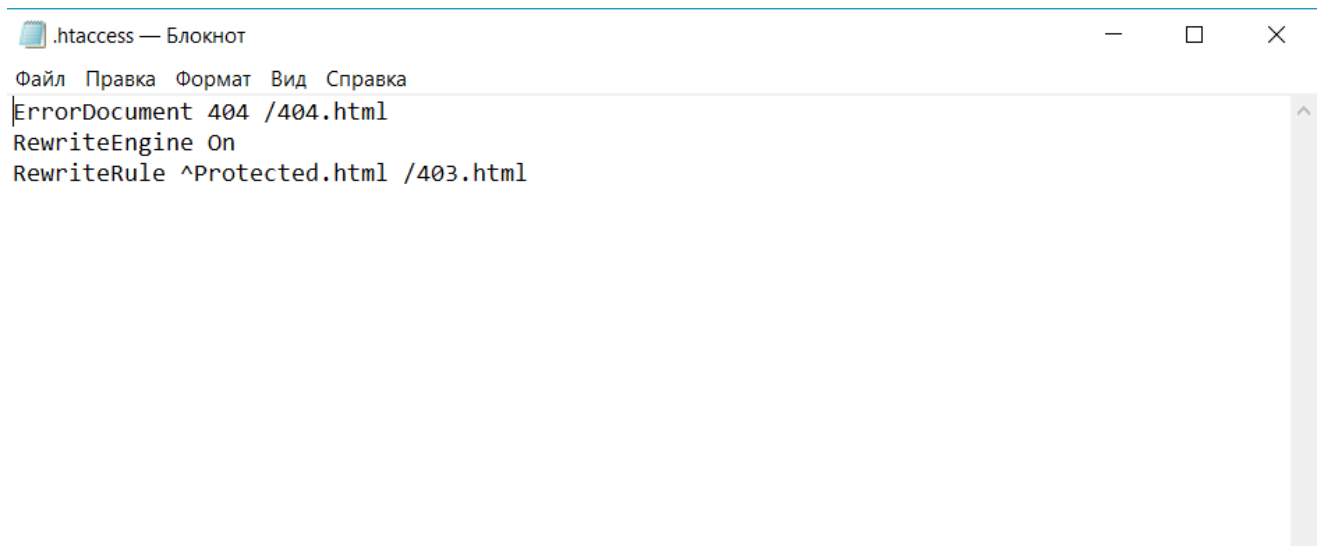 .htaccess — Блокнот
Файл Правка Формат Вид Справка
ErrorDocument 404 /404.html
RewriteEngine On
RewriteRule ^Protected.html /403.html